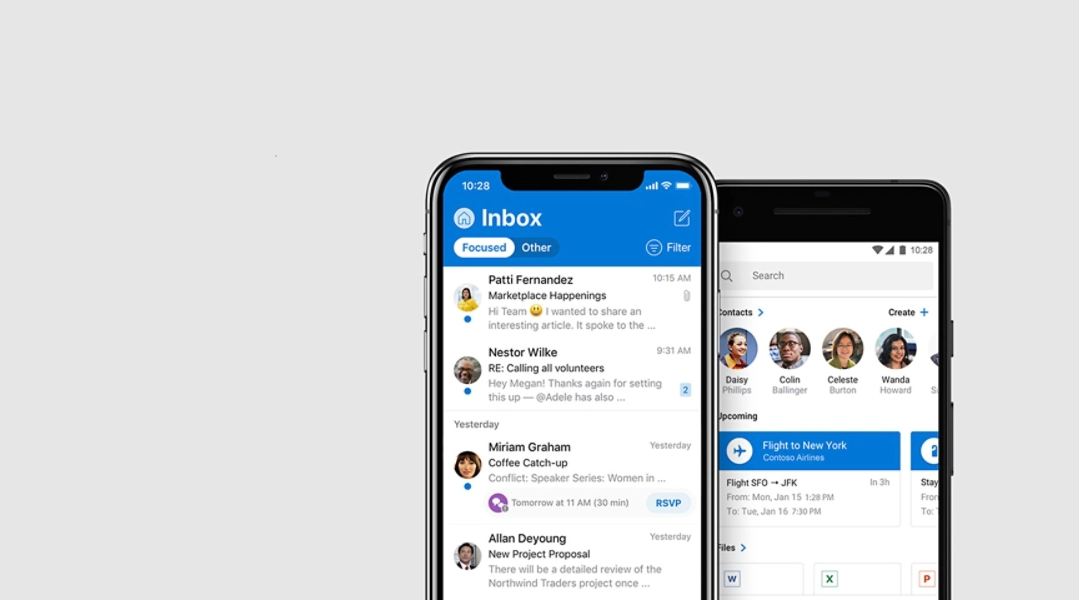 10:28
Inbox
Focused Other Filter
Patti Fernandez 10:15 AM
Marketplace Happenings
Hi Team 😃 I wanted to share an
interesting article. It spoke to the ...
Nestor Wilke 9:31 AM
RE: Calling all volunteers
Hey Megan! Thanks again for setting
this up — @Adele has also ... 2
Yesterday
Miriam Graham Yesterday
Coffee Catch-up
Conflict: Speaker Series: Women in ...
Tomorrow at 11 AM (30 min) RSVP
Allan Deyoung Yesterday
New Project Proposal
There will be a detailed review of the
Northwind Traders project once ...
10:28
Search
Contacts Create +
Daisy Colin Celeste Wanda
Phillips Ballinger Burton Howard
Upcoming
Flight to New York
Contoso Airlines
Flight SFO → JFK In 3h Stay
From: Mon, Jan 15 1:28 PM
To: Tue, Jan 16 7:30 PM
Files
W X P